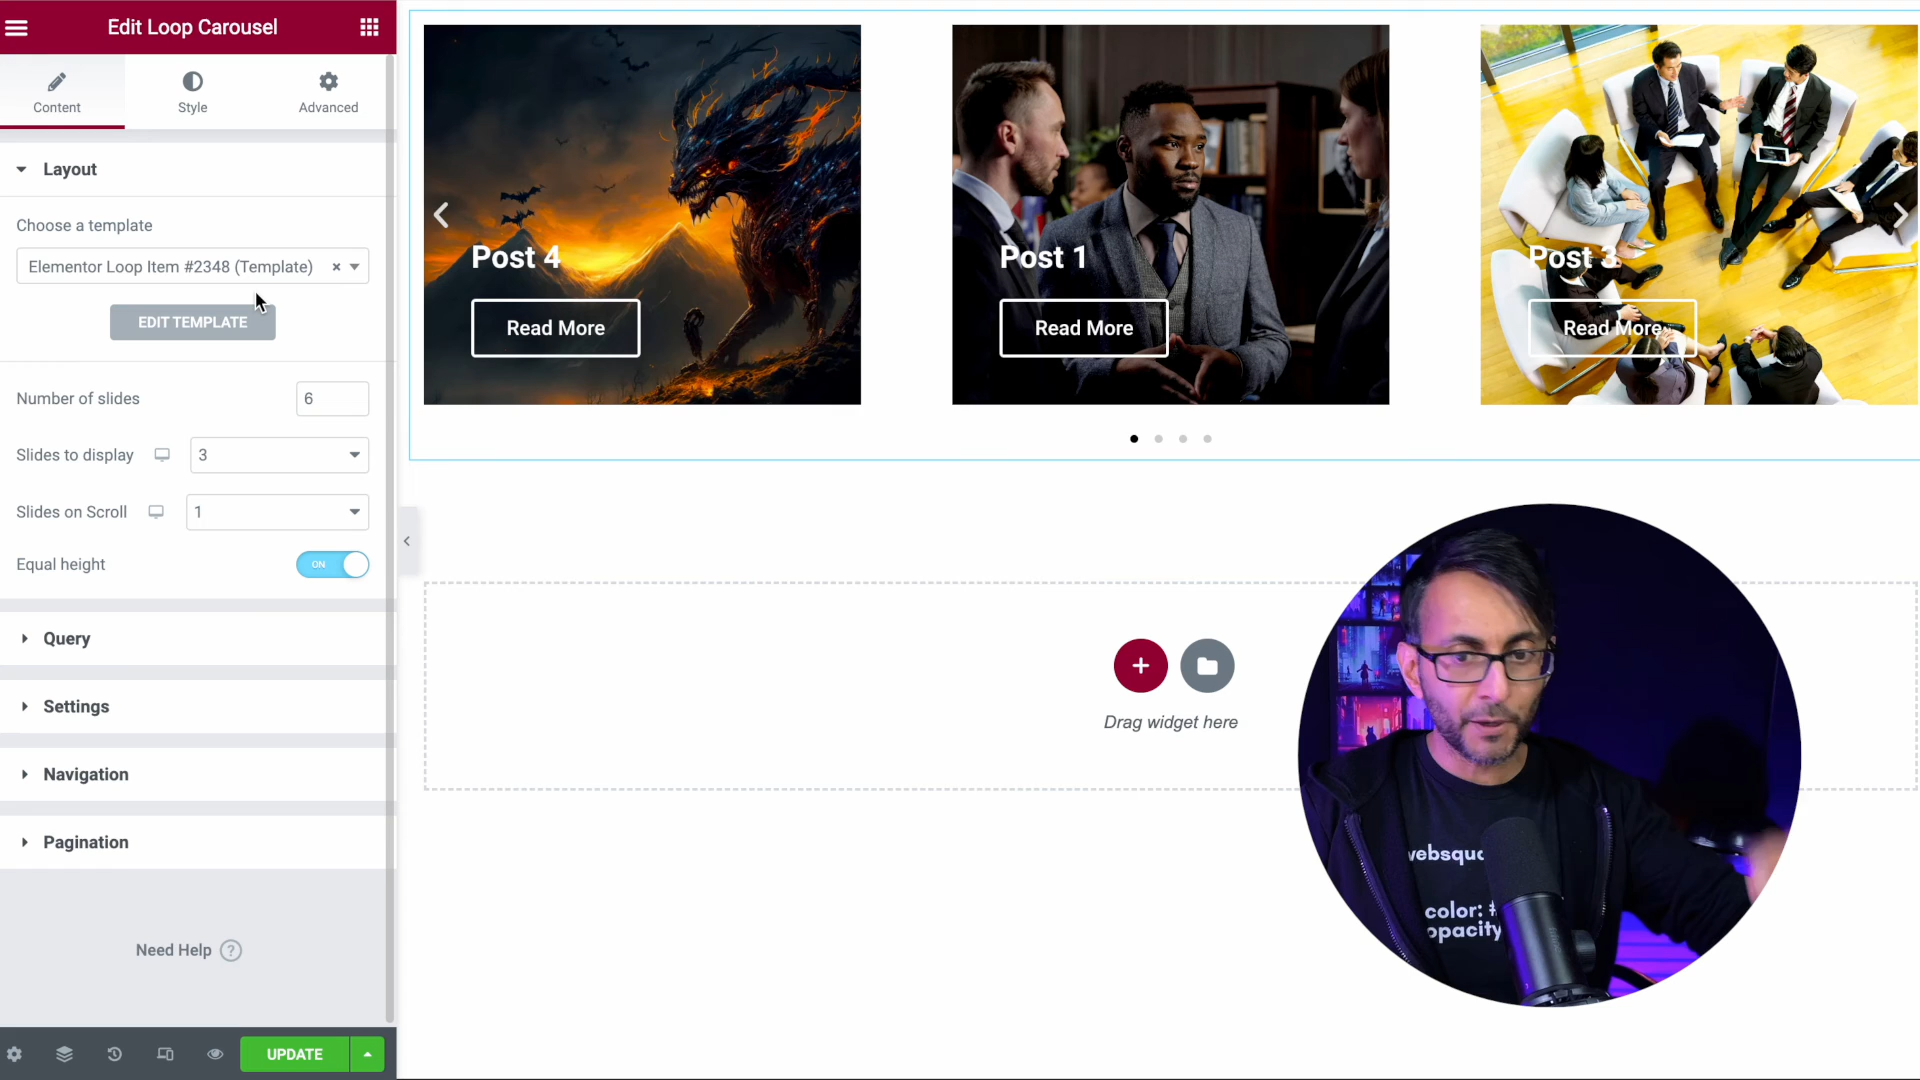 Edit Loop Carousel
Content
Style
Advanced
Layout
Choose a template
Elementor Loop Item #2348 (Template)
EDIT TEMPLATE
Number of slides
6
Slides to display
3
Slides on Scroll
1
Equal height
ON
Query
Settings
Navigation
Pagination
Need Help
UPDATE
Post 4
Read More
Post 1
Read More
Post 3
Read More
Drag widget here
websqua
color: #
opacity